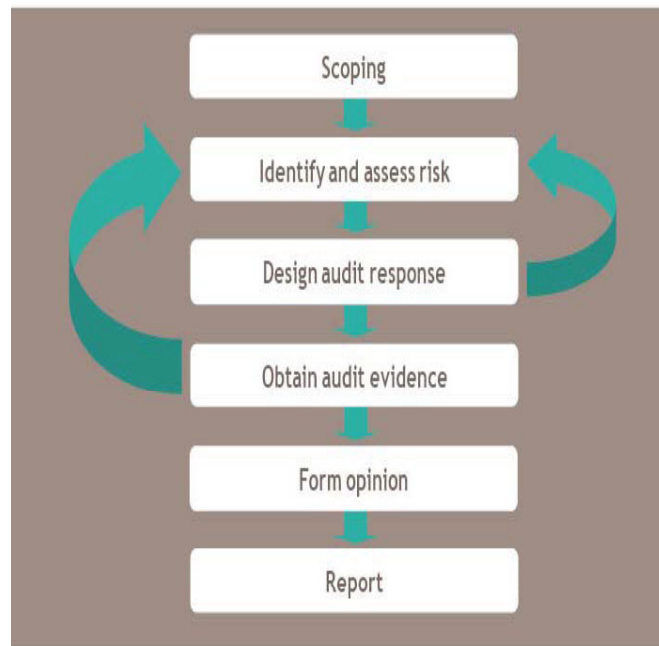 Scoping
Identify and assess risk
Design audit response
Obtain audit evidence
Form opinion
Report